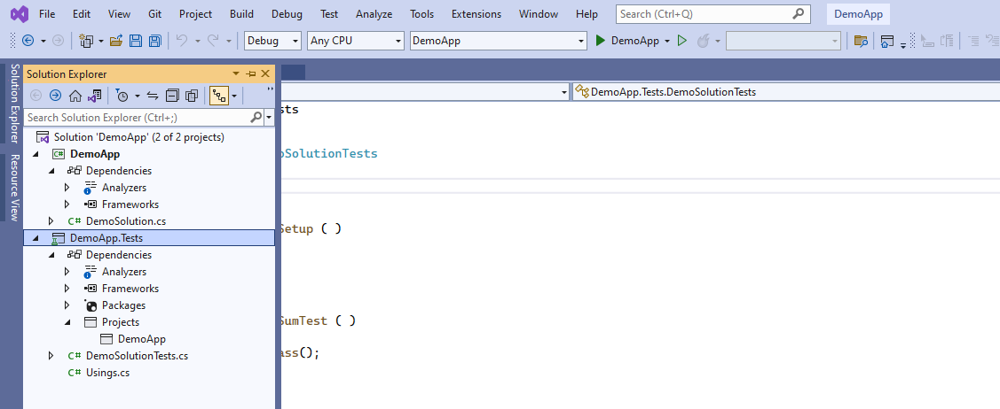 File Edit View Git Project Build Debug Test Analyze Tools Extensions Window Help Search (Ctrl+Q) DemoApp
Debug Any CPU DemoApp DemoApp
Solution Explorer
Resource View
Solution Explorer
Search Solution Explorer (Ctrl+;)
Solution 'DemoApp' (2 of 2 projects)
DemoApp
Dependencies
Analyzers
Frameworks
C# DemoSolution.cs
DemoApp.Tests
Dependencies
Analyzers
Frameworks
Packages
Projects
DemoApp
C# DemoSolutionTests.cs
C# Usings.cs
DemoApp.Tests.DemoSolutionTests
sts
oSolutionTests
Setup ( )
SumTest ( )
ass();